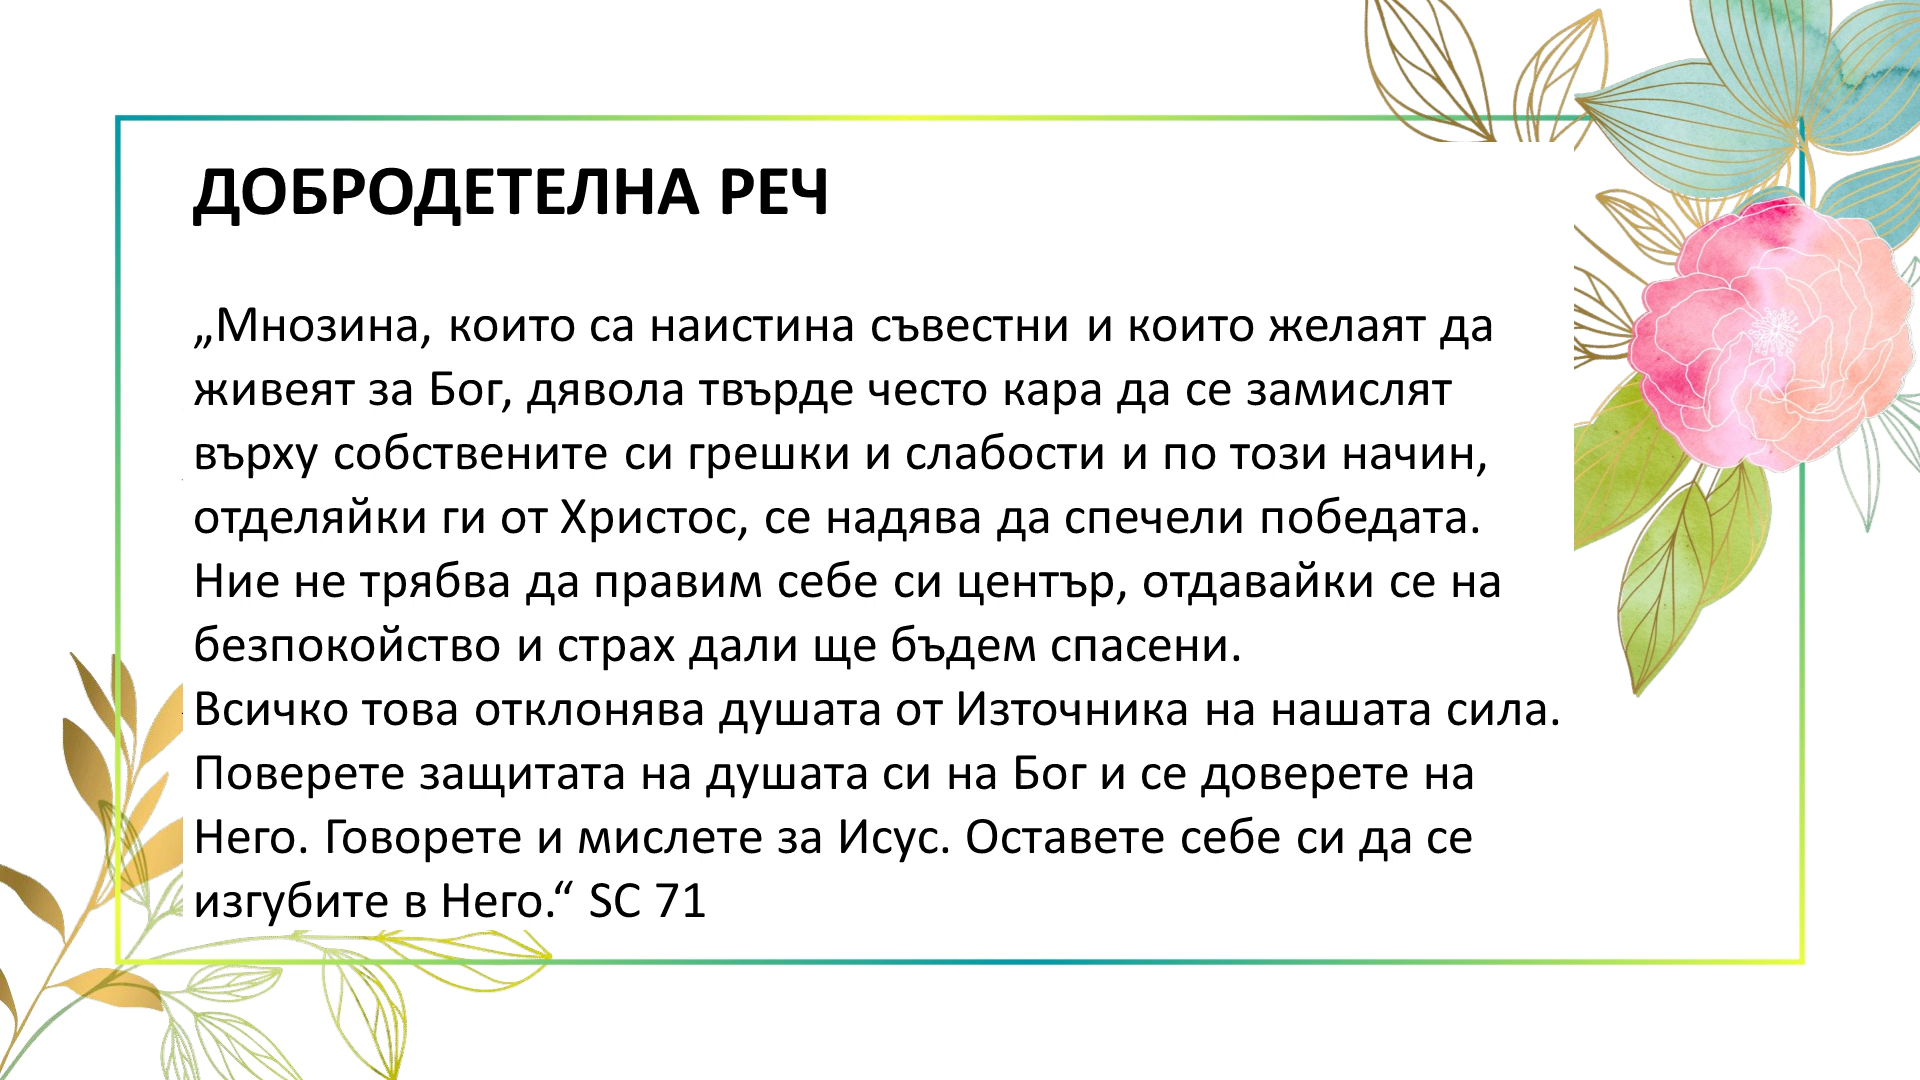 ДОБРОДЕТЕЛНА РЕЧ
„Мнозина, които са наистина съвестни и които желаят да
живеят за Бог, дявола твърде често кара да се замислят
върху собствените си грешки и слабости и по този начин,
отделяйки ги от Христос, се надява да спечели победата.
Ние не трябва да правим себе си център, отдавайки се на
безпокойство и страх дали ще бъдем спасени.
Всичко това отклонява душата от Източника на нашата сила.
Поверете защитата на душата си на Бог и се доверете на
Него. Говорете и мислете за Исус. Оставете себе си да се
изгубите в Него.“ SC 71